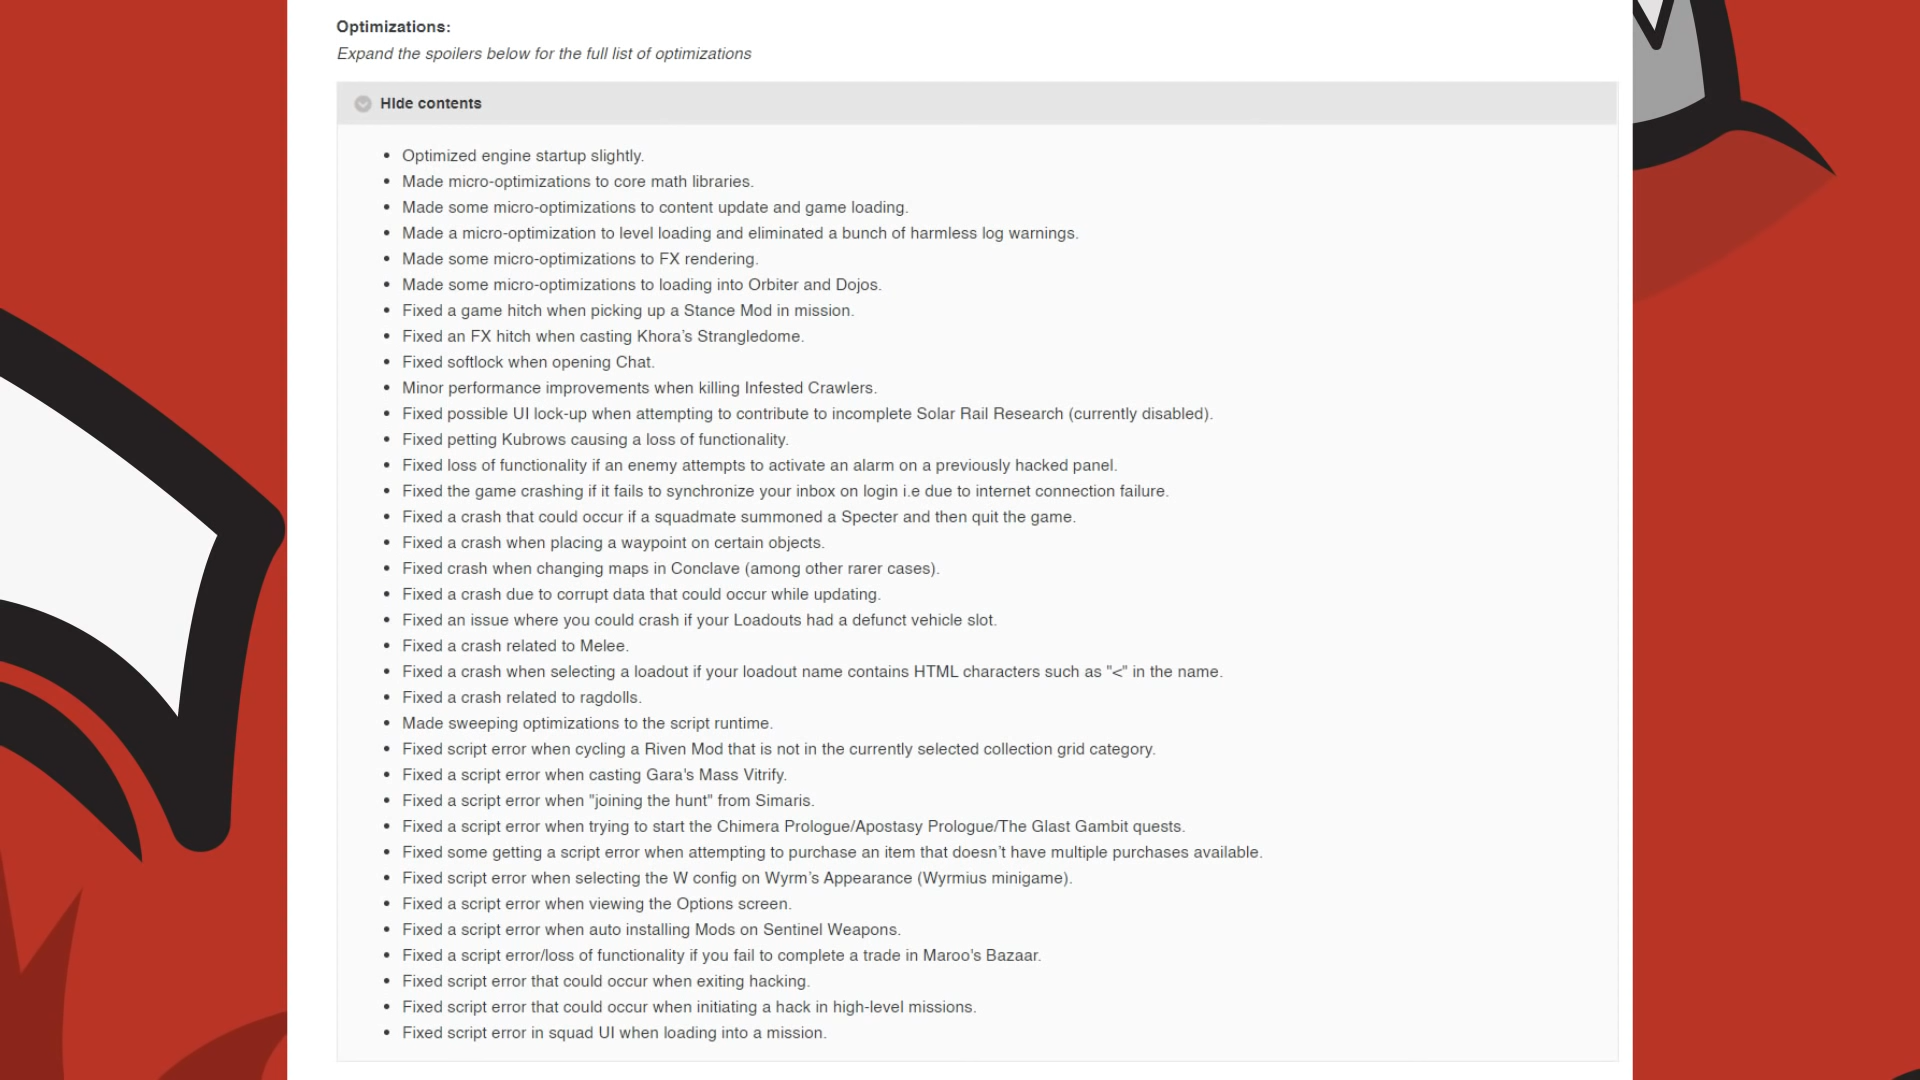 Optimizations:
Expand the spoilers below for the full list of optimizations
HIde contents
Optimized engine startup slightly.
Made micro-optimizations to core math libraries.
Made some micro-optimizations to content update and game loading.
Made a micro-optimization to level loading and eliminated a bunch of harmless log warnings.
Made some micro-optimizations to FX rendering.
Made some micro-optimizations to loading into Orbiter and Dojos.
Fixed a game hitch when picking up a Stance Mod in mission.
Fixed an FX hitch when casting Khora’s Strangledome.
Fixed softlock when opening Chat.
Minor performance improvements when killing Infested Crawlers.
Fixed possible UI lock-up when attempting to contribute to incomplete Solar Rail Research (currently disabled).
Fixed petting Kubrows causing a loss of functionality.
Fixed loss of functionality if an enemy attempts to activate an alarm on a previously hacked panel.
Fixed the game crashing if it fails to synchronize your inbox on login i.e due to internet connection failure.
Fixed a crash that could occur if a squadmate summoned a Specter and then quit the game.
Fixed a crash when placing a waypoint on certain objects.
Fixed crash when changing maps in Conclave (among other rarer cases).
Fixed a crash due to corrupt data that could occur while updating.
Fixed an issue where you could crash if your Loadouts had a defunct vehicle slot.
Fixed a crash related to Melee.
Fixed a crash when selecting a loadout if your loadout name contains HTML characters such as "<" in the name.
Fixed a crash related to ragdolls.
Made sweeping optimizations to the script runtime.
Fixed script error when cycling a Riven Mod that is not in the currently selected collection grid category.
Fixed a script error when casting Gara's Mass Vitrify.
Fixed a script error when "joining the hunt" from Simaris.
Fixed a script error when trying to start the Chimera Prologue/Apostasy Prologue/The Glast Gambit quests.
Fixed some getting a script error when attempting to purchase an item that doesn’t have multiple purchases available.
Fixed script error when selecting the W config on Wyrm’s Appearance (Wyrmius minigame).
Fixed a script error when viewing the Options screen.
Fixed a script error when auto installing Mods on Sentinel Weapons.
Fixed a script error/loss of functionality if you fail to complete a trade in Maroo's Bazaar.
Fixed script error that could occur when exiting hacking.
Fixed script error that could occur when initiating a hack in high-level missions.
Fixed script error in squad UI when loading into a mission.